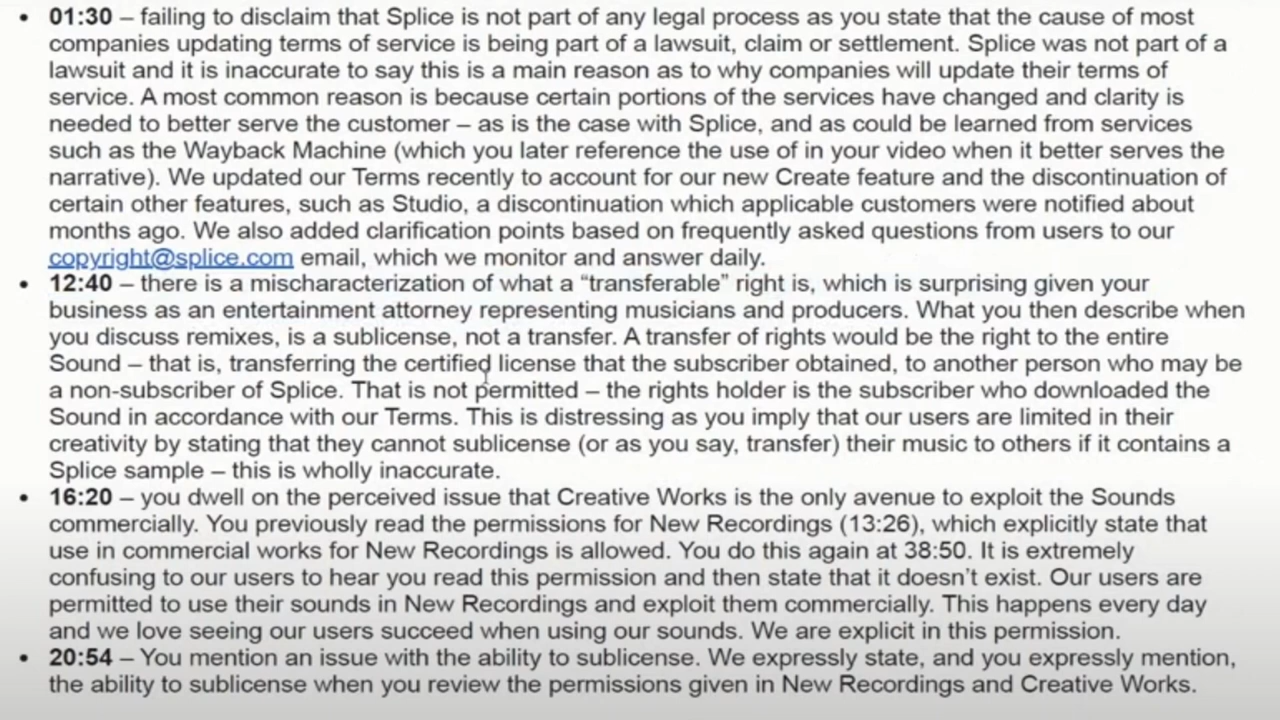 • 01:30 – failing to disclaim that Splice is not part of any legal process as you state that the cause of most
companies updating terms of service is being part of a lawsuit, claim or settlement. Splice was not part of a
lawsuit and it is inaccurate to say this is a main reason as to why companies will update their terms of
service. A most common reason is because certain portions of the services have changed and clarity is
needed to better serve the customer – as is the case with Splice, and as could be learned from services
such as the Wayback Machine (which you later reference the use of in your video when it better serves the
narrative). We updated our Terms recently to account for our new Create feature and the discontinuation of
certain other features, such as Studio, a discontinuation which applicable customers were notified about
months ago. We also added clarification points based on frequently asked questions from users to our
copyright@splice.com email, which we monitor and answer daily.
• 12:40 – there is a mischaracterization of what a “transferable” right is, which is surprising given your
business as an entertainment attorney representing musicians and producers. What you then describe when
you discuss remixes, is a sublicense, not a transfer. A transfer of rights would be the right to the entire
Sound – that is, transferring the certified license that the subscriber obtained, to another person who may be
a non-subscriber of Splice. That is not permitted – the rights holder is the subscriber who downloaded the
Sound in accordance with our Terms. This is distressing as you imply that our users are limited in their
creativity by stating that they cannot sublicense (or as you say, transfer) their music to others if it contains a
Splice sample – this is wholly inaccurate.
• 16:20 – you dwell on the perceived issue that Creative Works is the only avenue to exploit the Sounds
commercially. You previously read the permissions for New Recordings (13:26), which explicitly state that
use in commercial works for New Recordings is allowed. You do this again at 38:50. It is extremely
confusing to our users to hear you read this permission and then state that it doesn’t exist. Our users are
permitted to use their sounds in New Recordings and exploit them commercially. This happens every day
and we love seeing our users succeed when using our sounds. We are explicit in this permission.
• 20:54 – You mention an issue with the ability to sublicense. We expressly state, and you expressly mention,
the ability to sublicense when you review the permissions given in New Recordings and Creative Works.